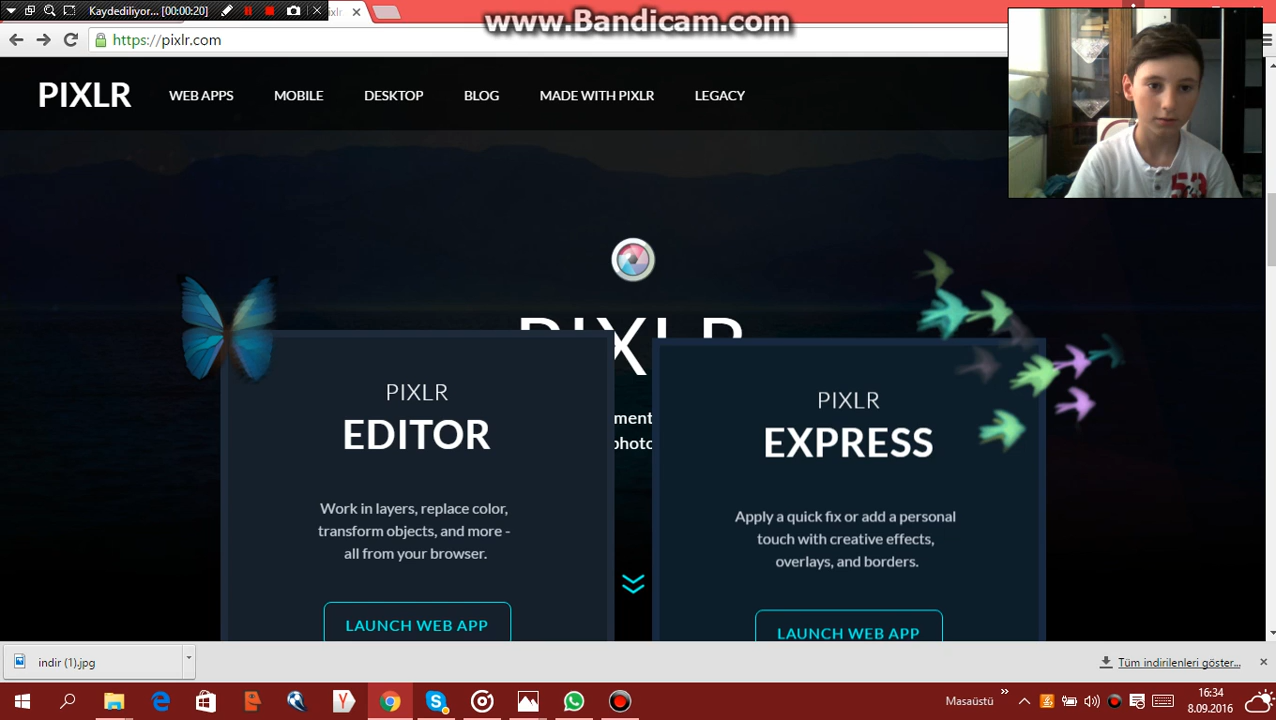 Kaydediliyor... [00:00:20]
www.Bandicam.com
https://pixlr.com
PIXLR WEB APPS MOBILE DESKTOP BLOG MADE WITH PIXLR LEGACY
53
PIXLR
EDITOR
Work in layers, replace color,
transform objects, and more -
all from your browser.
LAUNCH WEB APP
PIXLR
EXPRESS
Apply a quick fix or add a personal
touch with creative effects,
overlays, and borders.
LAUNCH WEB APP
indir (1).jpg
Tüm indirilenleri göster...
Masaüstü
16:34
8.09.2016